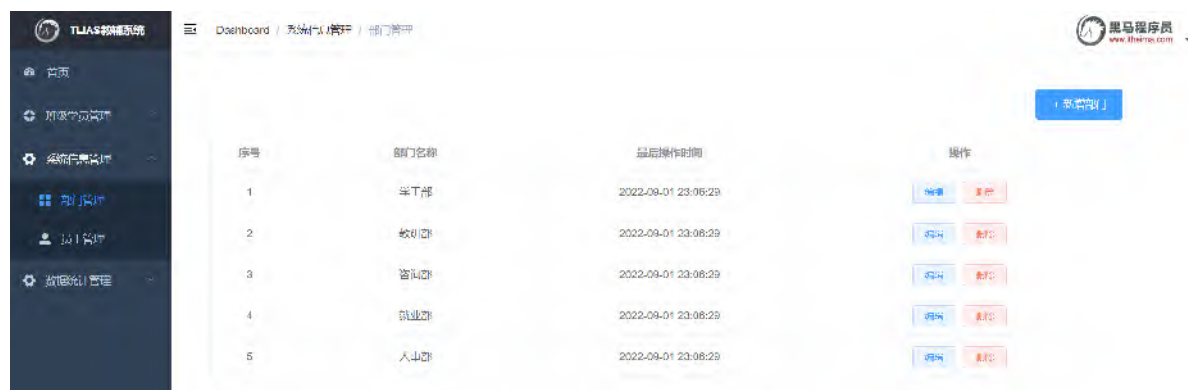 TLIAS教辅系统
Dashboard / 系统信息管理 / 部门管理
黑马程序员
www.itheima.com
首页
班级学员管理
系统信息管理
部门管理
员工管理
数据统计管理
+ 新增部门
序号 部门名称 最后操作时间 操作
1 学工部 2022-09-01 23:06:29 编辑 删除
2 教研部 2022-09-01 23:06:29 编辑 删除
3 咨询部 2022-09-01 23:06:29 编辑 删除
4 就业部 2022-09-01 23:06:29 编辑 删除
5 人事部 2022-09-01 23:06:29 编辑 删除